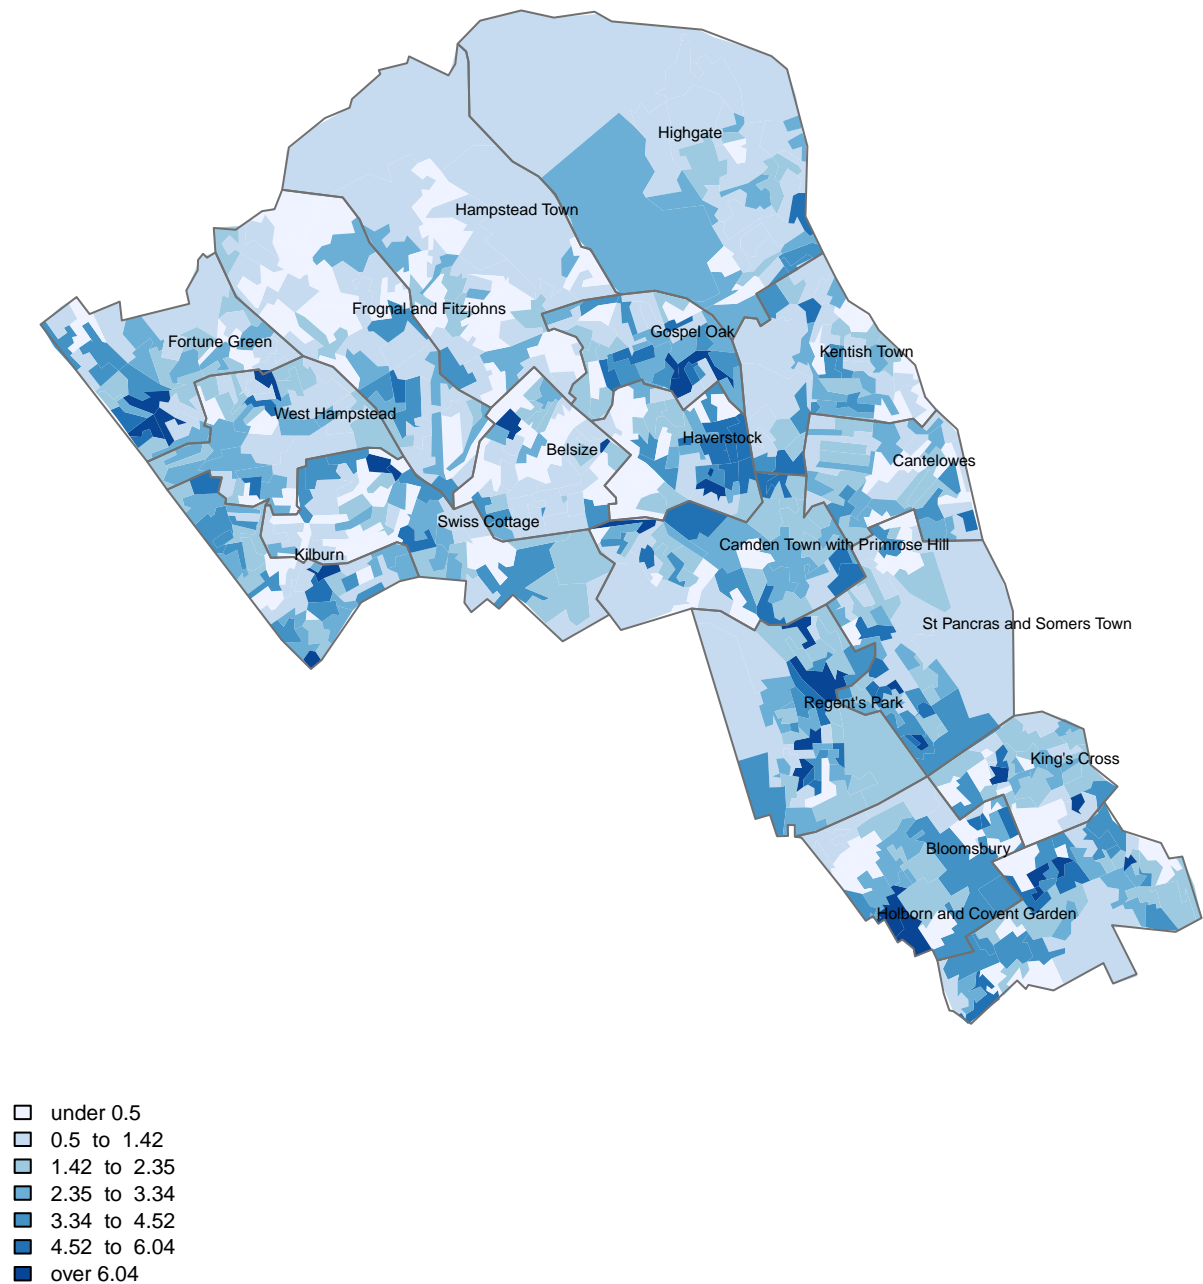 Highgate
Hampstead Town
Frognal and Fitzjohns
Gospel Oak
Fortune Green
Kentish Town
West Hampstead
Haverstock
Belsize
Cantelowes
Swiss Cottage
Camden Town with Primrose Hill
Kilburn
St Pancras and Somers Town
Regent's Park
King's Cross
Bloomsbury
Holborn and Covent Garden
under 0.5
0.5 to 1.42
1.42 to 2.35
2.35 to 3.34
3.34 to 4.52
4.52 to 6.04
over 6.04